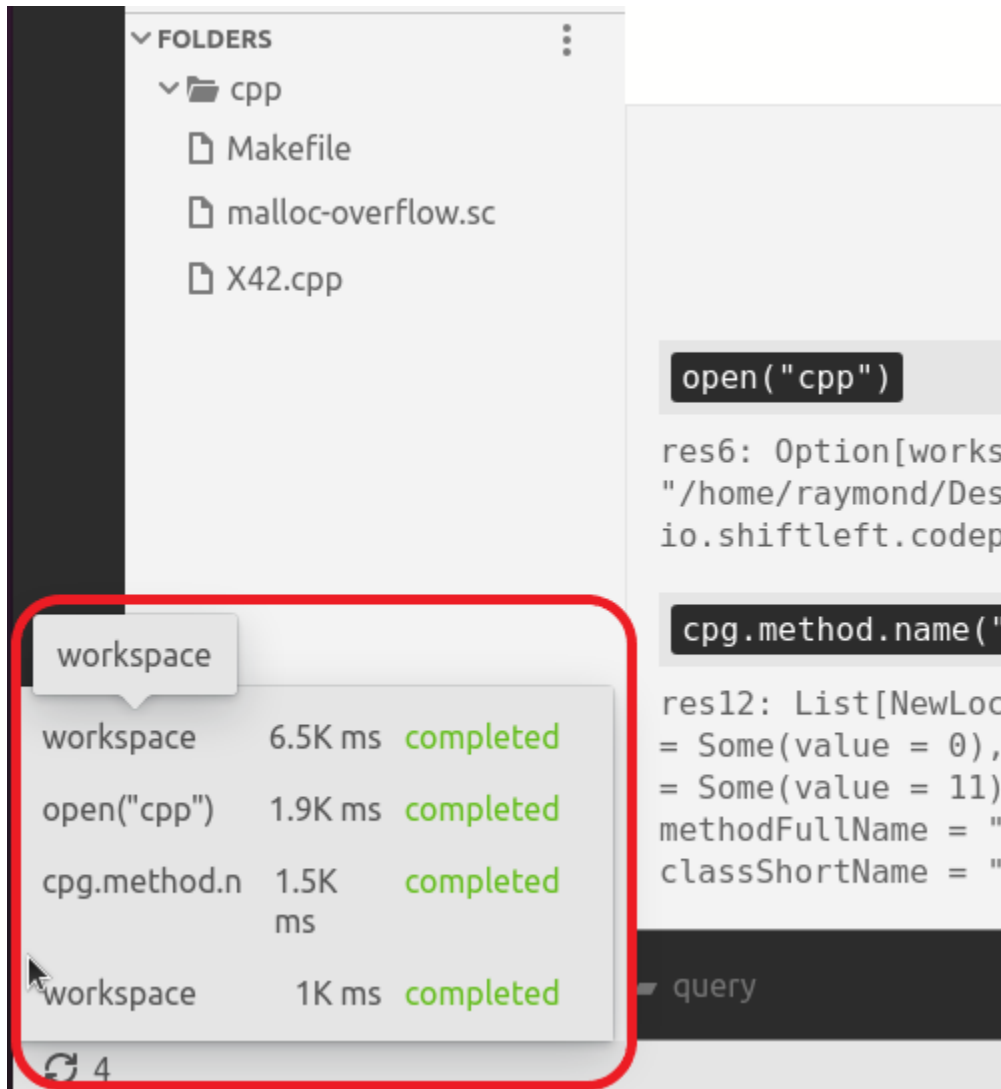 FOLDERS
cpp
Makefile
malloc-overflow.sc
X42.cpp
open("cpp")
res6: Option[works
"/home/raymond/Des
io.shiftleft.codep
cpg.method.name("
res12: List[NewLoc
= Some(value = 0),
= Some(value = 11)
methodFullName = "
classShortName = "
workspace
workspace 6.5K ms completed
open("cpp") 1.9K ms completed
cpg.method.n 1.5K ms completed
workspace 1K ms completed
query
4